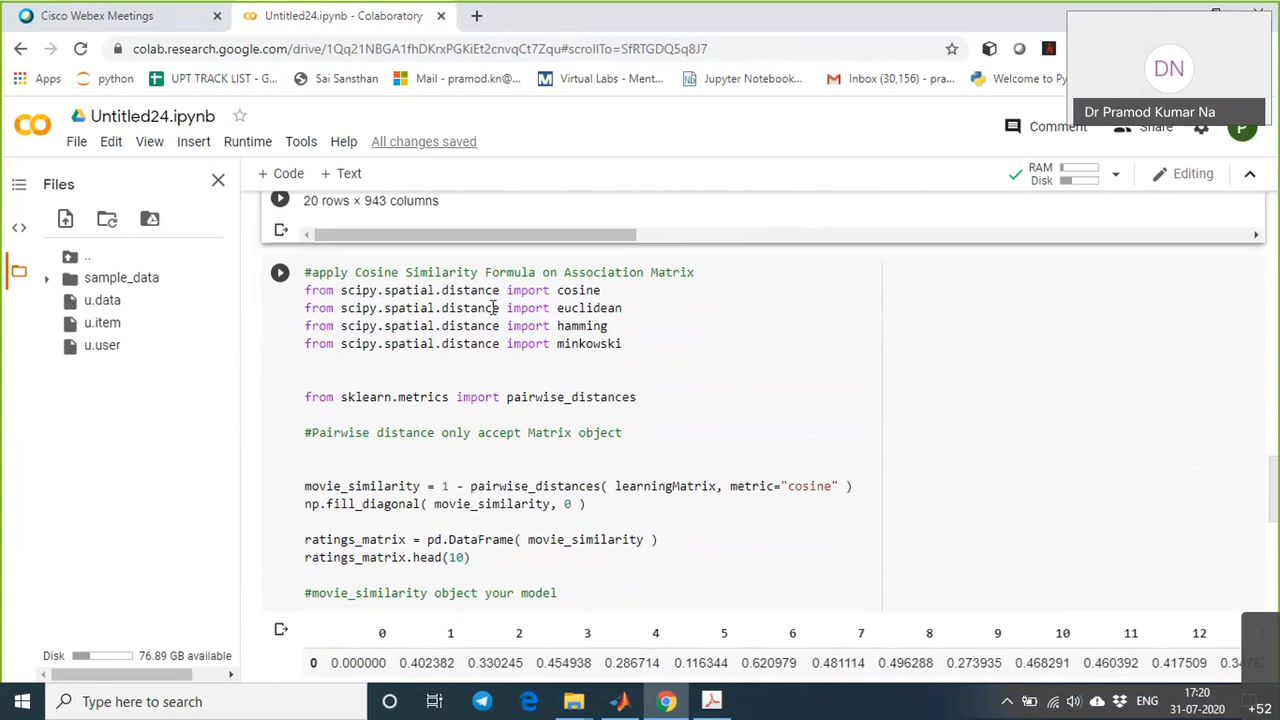 Cisco Webex Meetings
Untitled24.ipynb - Colaboratory
colab.research.google.com/drive/1Qq21NBGA1fhDKrxPGKiEt2cnvqCt7Zqu#scrollTo=SfRTGDQ5q8J7
Apps
python
UPT TRACK LIST - G...
Sai Sansthan
Mail - pramod.kn@...
Virtual Labs - Ment...
Jupyter Notebook...
Inbox (30,156) - pra...
Welcome to Py
DN
Dr Pramod Kumar Na
Untitled24.ipynb
File Edit View Insert Runtime Tools Help All changes saved
Comment
Share
P
Files
+ Code + Text
RAM
Disk
Editing
..
sample_data
u.data
u.item
u.user
20 rows × 943 columns
#apply Cosine Similarity Formula on Association Matrix
from scipy.spatial.distance import cosine
from scipy.spatial.distance import euclidean
from scipy.spatial.distance import hamming
from scipy.spatial.distance import minkowski
from sklearn.metrics import pairwise_distances
#Pairwise distance only accept Matrix object
movie_similarity = 1 - pairwise_distances( learningMatrix, metric="cosine" )
np.fill_diagonal( movie_similarity, 0 )
ratings_matrix = pd.DataFrame( movie_similarity )
ratings_matrix.head(10)
#movie_similarity object your model
0 1 2 3 4 5 6 7 8 9 10 11 12
0 0.000000 0.402382 0.330245 0.454938 0.286714 0.116344 0.620979 0.481114 0.496288 0.273935 0.468291 0.460392 0.417509
Disk 76.89 GB available
Type here to search
ENG
17:20
31-07-2020
+52